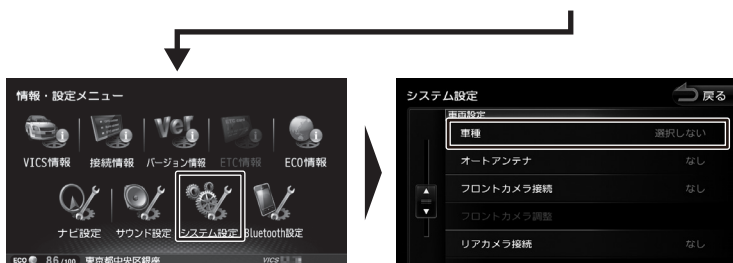 情報・設定メニュー
VICS情報
接続情報
Ver
バージョン情報
ETC情報
ECO情報
ナビ設定
サウンド設定
システム設定
Bluetooth設定
ECO 86/100 東京都中央区銀座 VICS
システム設定
戻る
車両設定
車種 選択しない
オートアンテナ なし
フロントカメラ接続 なし
フロントカメラ調整
リアカメラ接続 なし